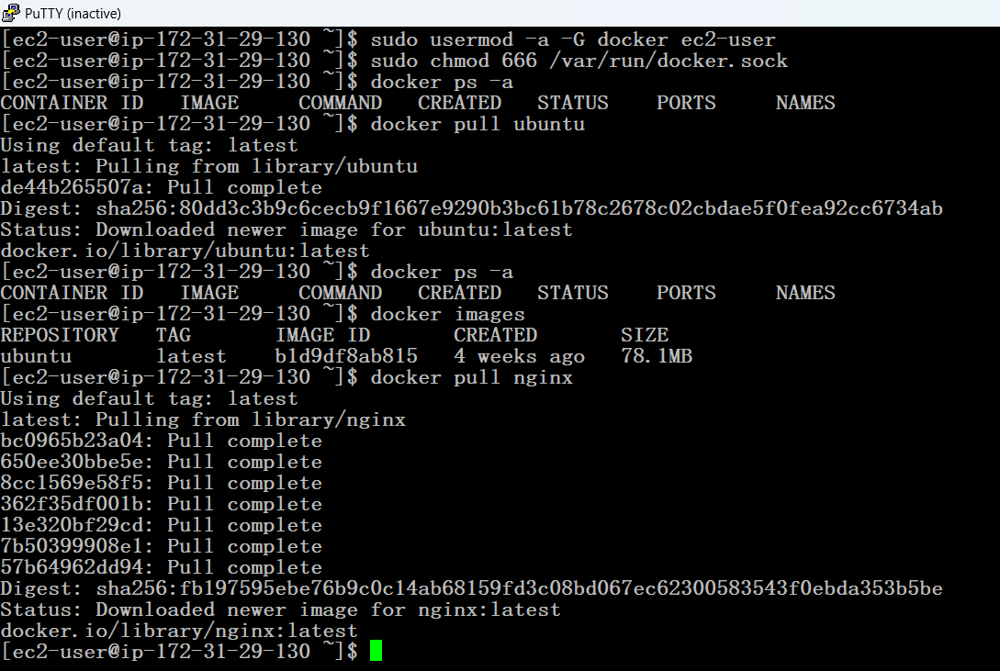 PuTTY (inactive)
[ec2-user@ip-172-31-29-130 ~]$ sudo usermod -a -G docker ec2-user
[ec2-user@ip-172-31-29-130 ~]$ sudo chmod 666 /var/run/docker.sock
[ec2-user@ip-172-31-29-130 ~]$ docker ps -a
CONTAINER ID   IMAGE     COMMAND   CREATED   STATUS    PORTS     NAMES
[ec2-user@ip-172-31-29-130 ~]$ docker pull ubuntu
Using default tag: latest
latest: Pulling from library/ubuntu
de44b265507a: Pull complete
Digest: sha256:80dd3c3b9c6cecb9f1667e9290b3bc61b78c2678c02cbdae5f0fea92cc6734ab
Status: Downloaded newer image for ubuntu:latest
docker.io/library/ubuntu:latest
[ec2-user@ip-172-31-29-130 ~]$ docker ps -a
CONTAINER ID   IMAGE     COMMAND   CREATED   STATUS    PORTS     NAMES
[ec2-user@ip-172-31-29-130 ~]$ docker images
REPOSITORY   TAG       IMAGE ID       CREATED       SIZE
ubuntu       latest    b1d9df8ab815   4 weeks ago   78.1MB
[ec2-user@ip-172-31-29-130 ~]$ docker pull nginx
Using default tag: latest
latest: Pulling from library/nginx
bc0965b23a04: Pull complete
650ee30bbe5e: Pull complete
8cc1569e58f5: Pull complete
362f35df001b: Pull complete
13e320bf29cd: Pull complete
7b50399908e1: Pull complete
57b64962dd94: Pull complete
Digest: sha256:fb197595ebe76b9c0c14ab68159fd3c08bd067ec62300583543f0ebda353b5be
Status: Downloaded newer image for nginx:latest
docker.io/library/nginx:latest
[ec2-user@ip-172-31-29-130 ~]$